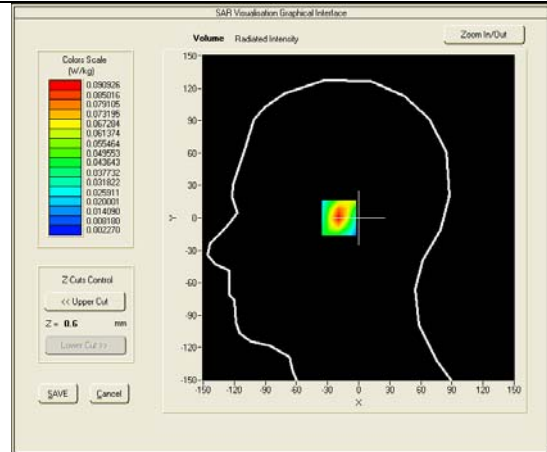 SAR Visualisation Graphical Interface
Volume Radiated Intensity
Zoom In/Out
Colors Scale
(W/kg)
0.090926
0.085016
0.079105
0.073195
0.067284
0.061374
0.055464
0.049553
0.043643
0.037732
0.031822
0.025911
0.020001
0.014090
0.008180
0.002270
Z Cuts Control
<< Upper Cut
Z = 0.6 mm
Lower Cut >>
SAVE Cancel
150-
120-
90-
60-
30-
0-
-30-
-60-
-90-
-120-
-150-
Y
-150 -120 -90 -60 -30 0 30 60 90 120 150
X